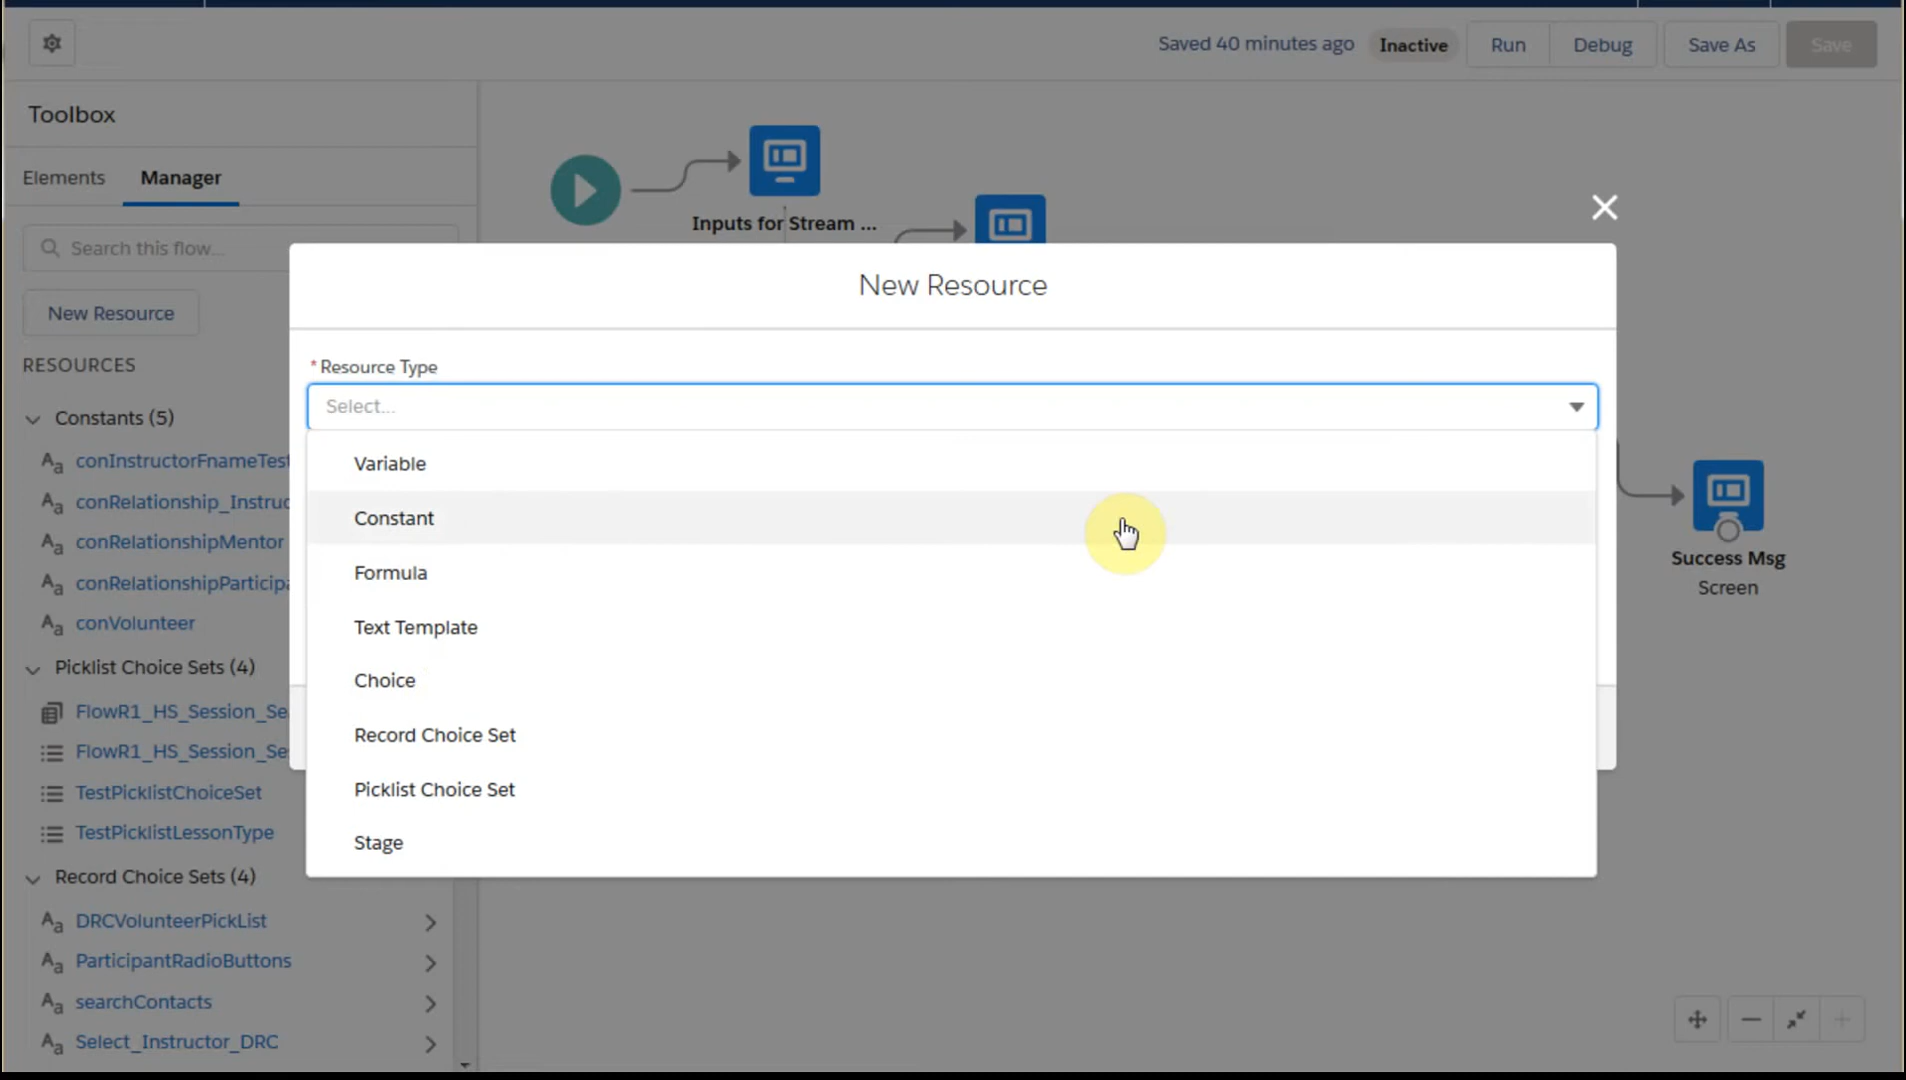 Saved 40 minutes ago
Inactive
Run
Debug
Save As
Save
Toolbox
Elements
Manager
Search this flow...
New Resource
RESOURCES
Constants (5)
conInstructorFnameTest
conRelationship_Instruc
conRelationshipMentor
conRelationshipParticipa
conVolunteer
Picklist Choice Sets (4)
FlowR1_HS_Session_Se
FlowR1_HS_Session_Se
TestPicklistChoiceSet
TestPicklistLessonType
Record Choice Sets (4)
DRCVolunteerPickList
ParticipantRadioButtons
searchContacts
Select_Instructor_DRC
Inputs for Stream ...
New Resource
* Resource Type
Select...
Variable
Constant
Formula
Text Template
Choice
Record Choice Set
Picklist Choice Set
Stage
Success Msg
Screen